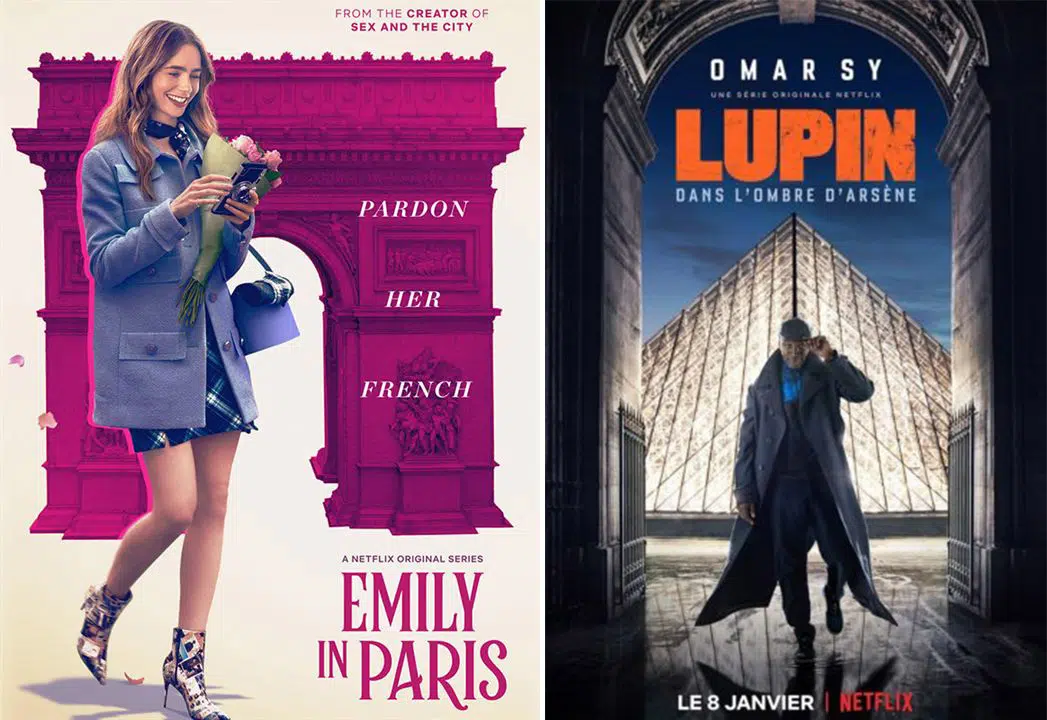 FROM THE CREATOR OF
SEX AND THE CITY
PARDON
HER
FRENCH
A NETFLIX ORIGINAL SERIES
EMILY
IN PARIS
OMAR SY
UNE SÉRIE ORIGINALE NETFLIX
LUPIN
DANS L'OMBRE D'ARSÈNE
LE 8 JANVIER | NETFLIX